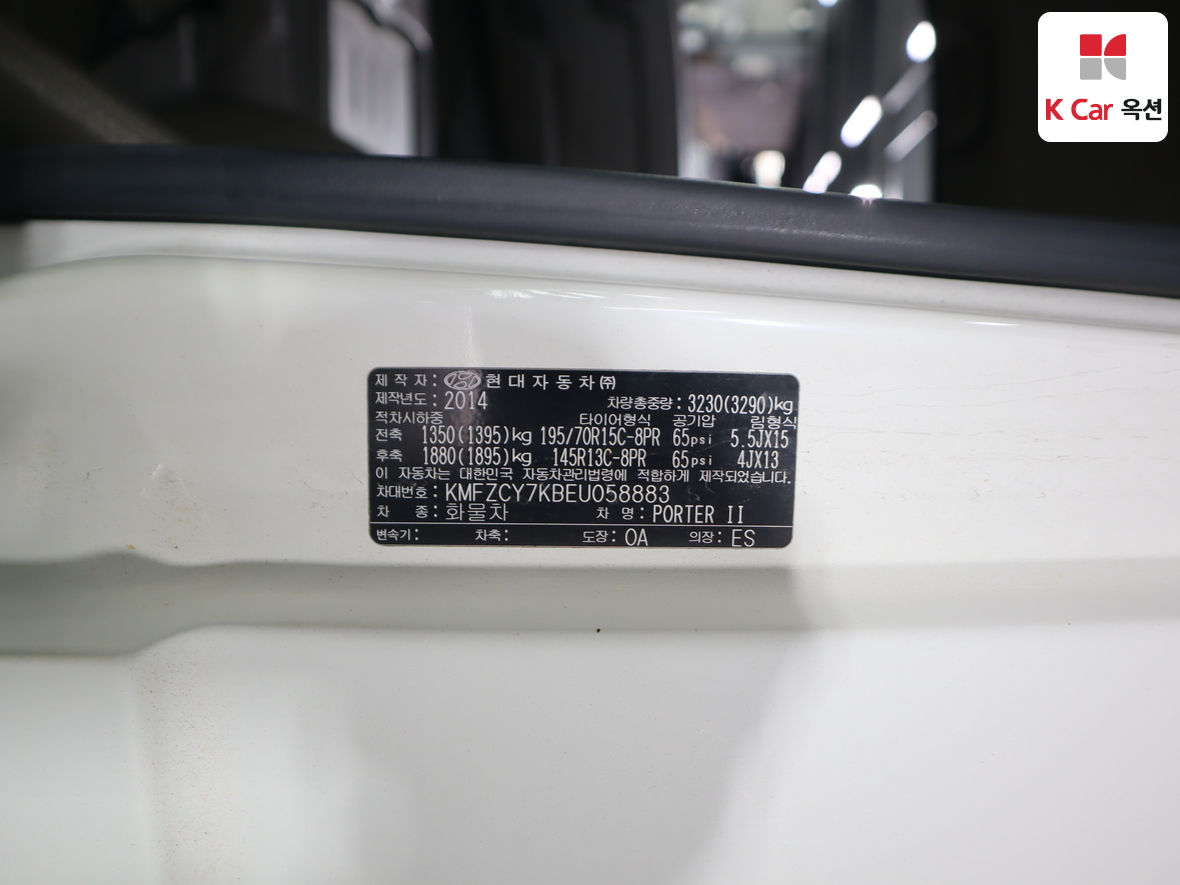 K Car 옥션
제 작 자 : 현 대 자 동 차 ㈜
제작년도 : 2014 차량총중량 : 3230(3290)kg
적차시하중 타이어형식 공기압 림형식
전축 1350(1395)kg 195/70R15C-8PR 65psi 5.5JX15
후축 1880(1895)kg 145R13C-8PR 65psi 4JX13
이 자동차는 대한민국 자동차관리법령에 적합하게 제작되었습니다.
차대번호 : KMFZCY7KBEU058883
차 종 : 화물차 차 명 : PORTER II
변속기 : 차축 : 도장 : OA 의장 : ES